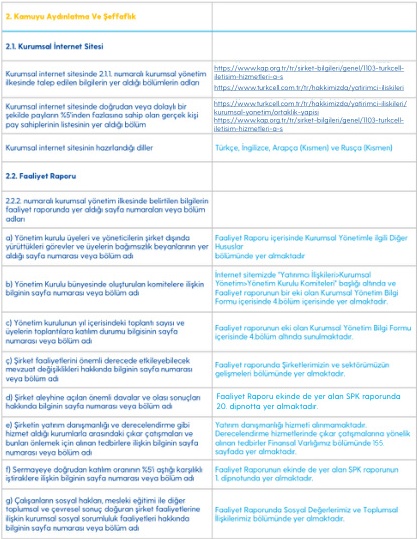 2. Kamuyu Aydınlatma Ve Şeffaflık
2.1. Kurumsal İnternet Sitesi
Kurumsal internet sitesinde 2.1.1. numaralı kurumsal yönetim
ilkesinde talep edilen bilgilerin yer aldığı bölümlerin adları
https://www.kap.org.tr/tr/sirket-bilgileri/genel/1103-turkcell-
iletisim-hizmetleri-a-s
https://www.turkcell.com.tr/tr/hakkimizda/yatirimci-iliskileri
Kurumsal internet sitesinde doğrudan veya dolaylı bir
şekilde payların %5'inden fazlasına sahip olan gerçek kişi
pay sahiplerinin listesinin yer aldığı bölüm
https://www.turkcell.com.tr/tr/hakkimizda/yatirimci-iliskileri/
kurumsal-yonetim/ortaklik-yapisi
https://www.kap.org.tr/tr/sirket-bilgileri/genel/1103-turkcell-
iletisim-hizmetleri-a-s
Kurumsal internet sitesinin hazırlandığı diller
Türkçe, İngilizce, Arapça (Kısmen) ve Rusça (Kısmen)
2.2. Faaliyet Raporu
2.2.2. numaralı kurumsal yönetim ilkesinde belirtilen bilgilerin
faaliyet raporunda yer aldığı sayfa numaraları veya bölüm
adları
a) Yönetim kurulu üyeleri ve yöneticilerin şirket dışında
yürüttükleri görevler ve üyelerin bağımsızlık beyanlarının yer
aldığı sayfa numarası veya bölüm adı
Faaliyet Raporu içerisinde Kurumsal Yönetimle ilgili Diğer
Hususlar
bölümünde yer almaktadır
b) Yönetim Kurulu bünyesinde oluşturulan komitelere ilişkin
bilginin sayfa numarası veya bölüm adı
İnternet sitemizde "Yatırımcı İlişkileri>Kurumsal
Yönetim>Yönetim Kurulu Komiteleri" başlığı altında ve
Faaliyet raporunun bir eki olan Kurumsal Yönetim Bilgi
Formu içerisinde 4.bölüm içerisinde yer almaktadır.
c) Yönetim kurulunun yıl içerisindeki toplantı sayısı ve
üyelerin toplantılara katılım durumu bilgisinin sayfa
numarası veya bölüm adı
Faaliyet raporunun eki olan Kurumsal Yönetim Bilgi Formu
içerisinde 4.bölüm altında sunulmaktadır.
ç) Şirket faaliyetlerini önemli derecede etkileyebilecek
mevzuat değişiklikleri hakkında bilginin sayfa numarası
veya bölüm adı
Faaliyet raporunda Şirketlerimizin ve sektörümüzün
gelişmeleri bölümünde yer almaktadır.
d) Şirket aleyhine açılan önemli davalar ve olası sonuçları
hakkında bilginin sayfa numarası veya bölüm adı
Faaliyet Raporu ekinde de yer alan SPK raporunda
20. dipnotta yer almaktadır.
e) Şirketin yatırım danışmanlığı ve derecelendirme gibi
hizmet aldığı kurumlarla arasındaki çıkar çatışmaları ve
bunları önlemek için alınan tedbirlere ilişkin bilginin sayfa
numarası veya bölüm adı
Yatırım danışmanlığı hizmeti alınmamaktadır.
Derecelendirme hizmetlerinde çıkar çatışmalarına yönelik
alınan tedbirler Finansal Varlığımız bölümünde 155.
sayfada yer almaktadır.
f) Sermayeye doğrudan katılım oranının %5'i aştığı karşılıklı
iştiraklere ilişkin bilginin sayfa numarası veya bölüm adı
Faaliyet Raporunun ekinde de yer alan SPK raporunun
1. dipnotunda yer almaktadır.
g) Çalışanların sosyal hakları, mesleki eğitimi ile diğer
toplumsal ve çevresel sonuç doğuran şirket faaliyetlerine
ilişkin kurumsal sosyal sorumluluk faaliyetleri hakkında
bilginin sayfa numarası veya bölüm adı
Faaliyet Raporunda Sosyal Değerlerimiz ve Toplumsal
İlişkilerimiz bölümünde yer almaktadır.